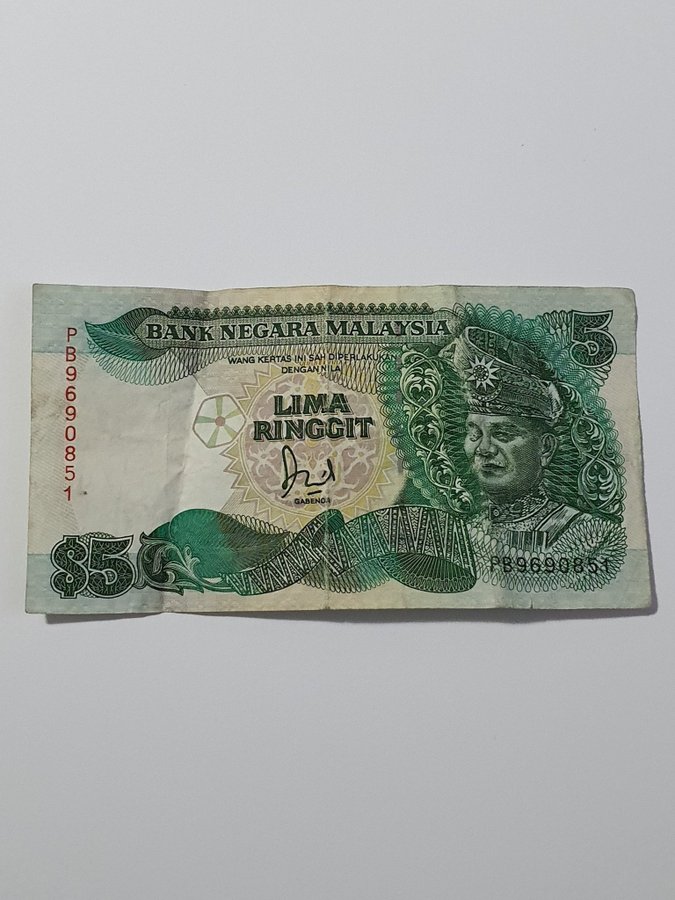 BANK NEGARA MALAYSIA
5
WANG KERTAS INI SAH DIPERLAKUKAN
DENGAN NILAI
LIMA
RINGGIT
GABENOR
$5
PB9690851
PB9690851